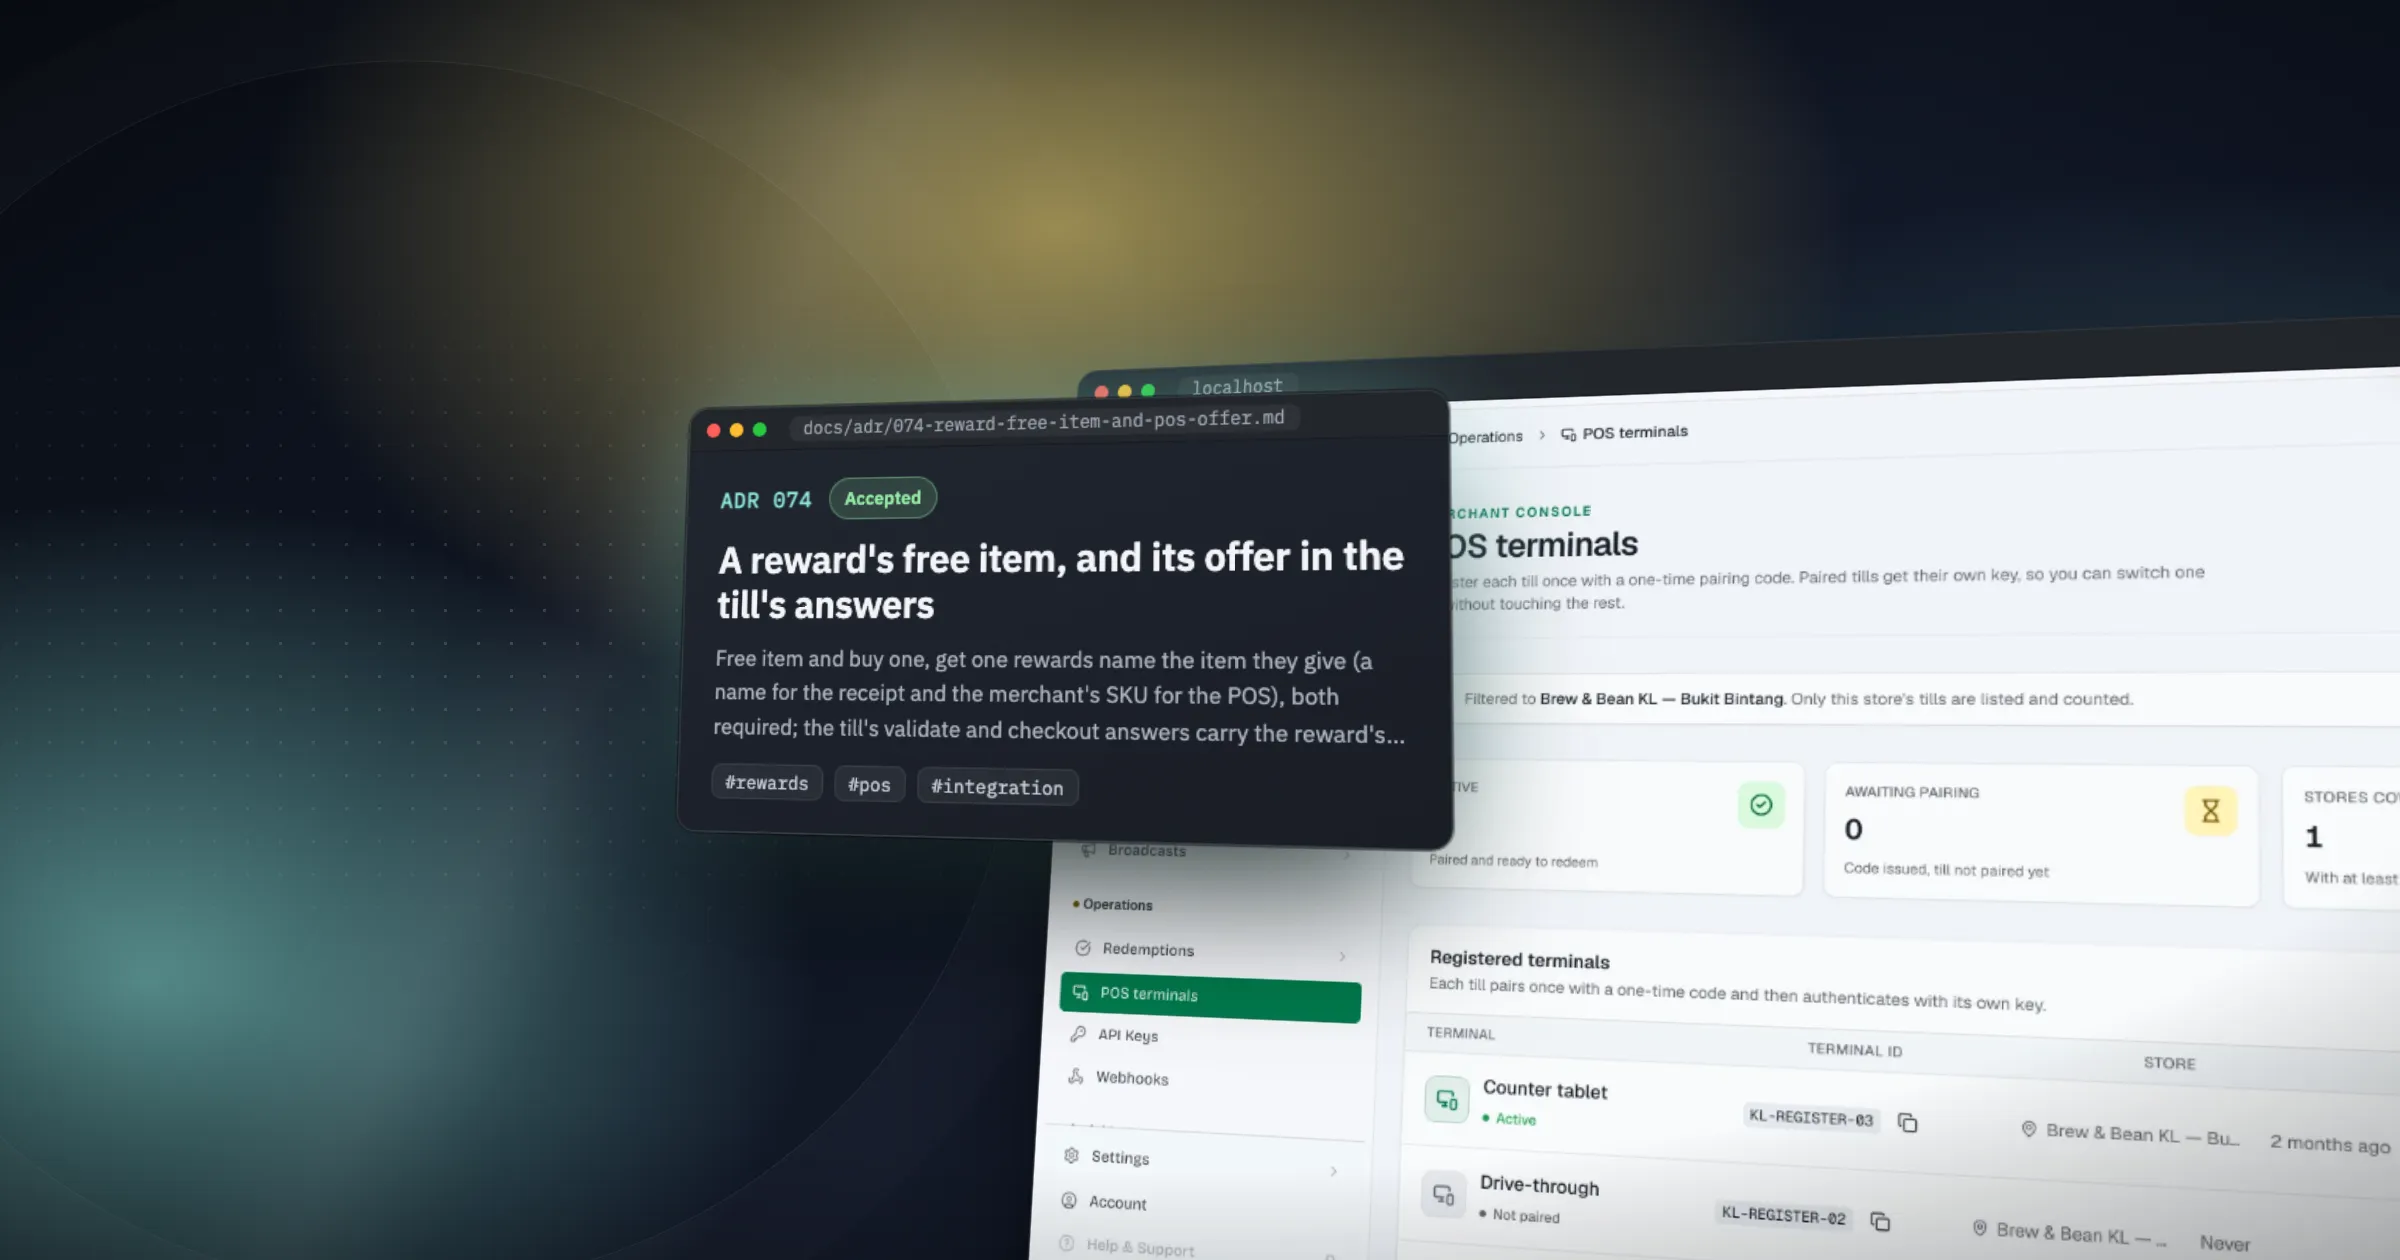 localhost
docs/adr/074-reward-free-item-and-pos-offer.md
ADR 074
Accepted
A reward's free item, and its offer in the
till's answers
Free item and buy one, get one rewards name the item they give (a
name for the receipt and the merchant's SKU for the POS), both
required; the till's validate and checkout answers carry the reward's...
#rewards
#pos
#integration
Operations
POS terminals
RCHANT CONSOLE
OS terminals
ster each till once with a one-time pairing code. Paired tills get their own key, so you can switch one
ithout touching the rest.
Filtered to Brew & Bean KL — Bukit Bintang. Only this store's tills are listed and counted.
TIVE
Paired and ready to redeem
AWAITING PAIRING
0
Code issued, till not paired yet
STORES CO
1
With at least
Broadcasts
Operations
Redemptions
POS terminals
API Keys
Webhooks
Settings
Account
Help & Support
Registered terminals
Each till pairs once with a one-time code and then authenticates with its own key.
TERMINAL
TERMINAL ID
STORE
Counter tablet
Active
KL-REGISTER-03
Brew & Bean KL — Bu...
2 months ago
Drive-through
Not paired
KL-REGISTER-02
Brew & Bean KL — ...
Never